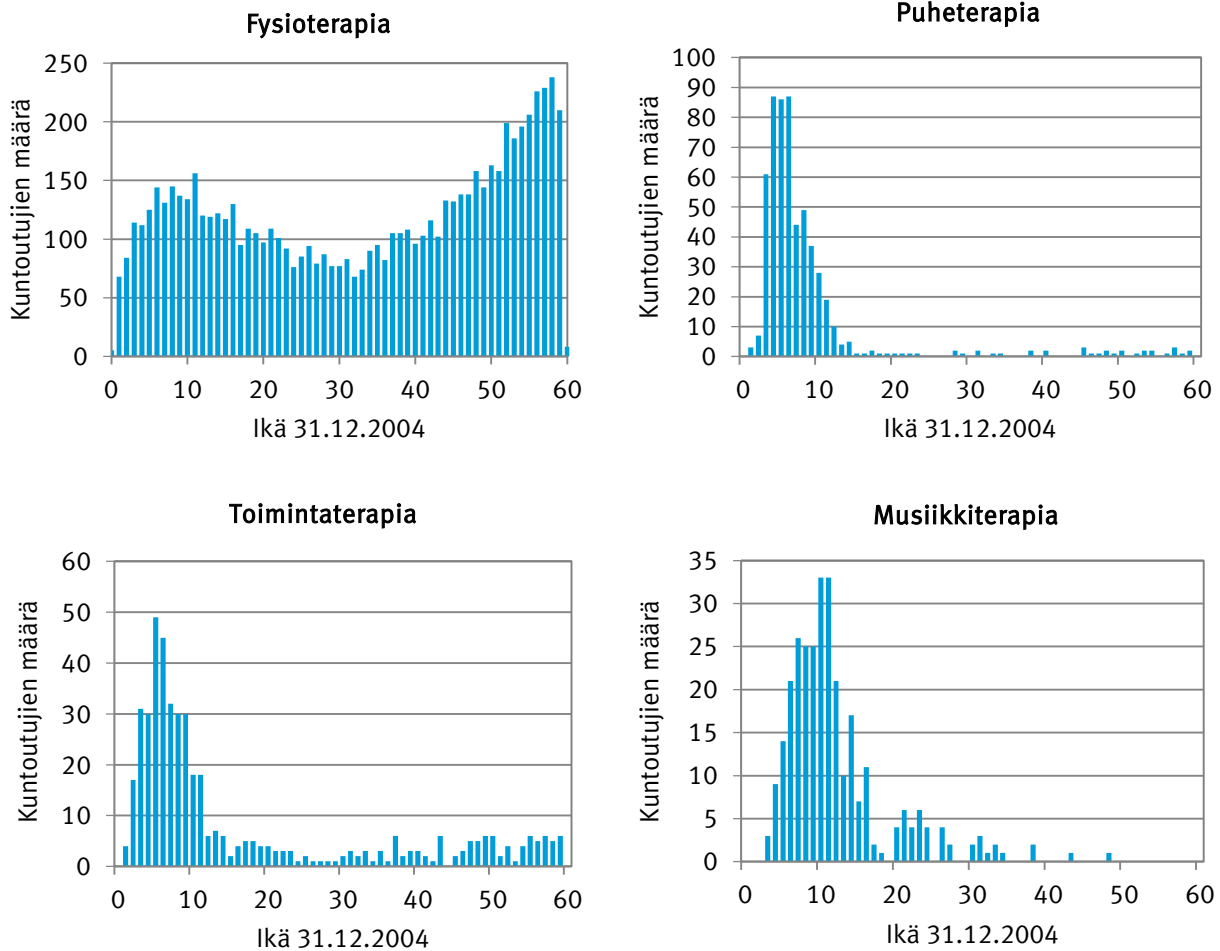 Fysioterapia
Kuntoutujien määrä
250
200
150
100
50
0
0 10 20 30 40 50 60
Ikä 31.12.2004
Puheterapia
Kuntoutujien määrä
100
90
80
70
60
50
40
30
20
10
0
0 10 20 30 40 50 60
Ikä 31.12.2004
Toimintaterapia
Kuntoutujien määrä
60
50
40
30
20
10
0
0 10 20 30 40 50 60
Ikä 31.12.2004
Musiikkiterapia
Kuntoutujien määrä
35
30
25
20
15
10
5
0
0 10 20 30 40 50 60
Ikä 31.12.2004